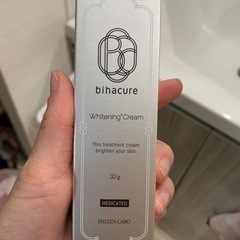 bihacure
Whitening*Cream
This treatment cream
brighten your skin.
32g
MEDICATED
SHIZEN LABO